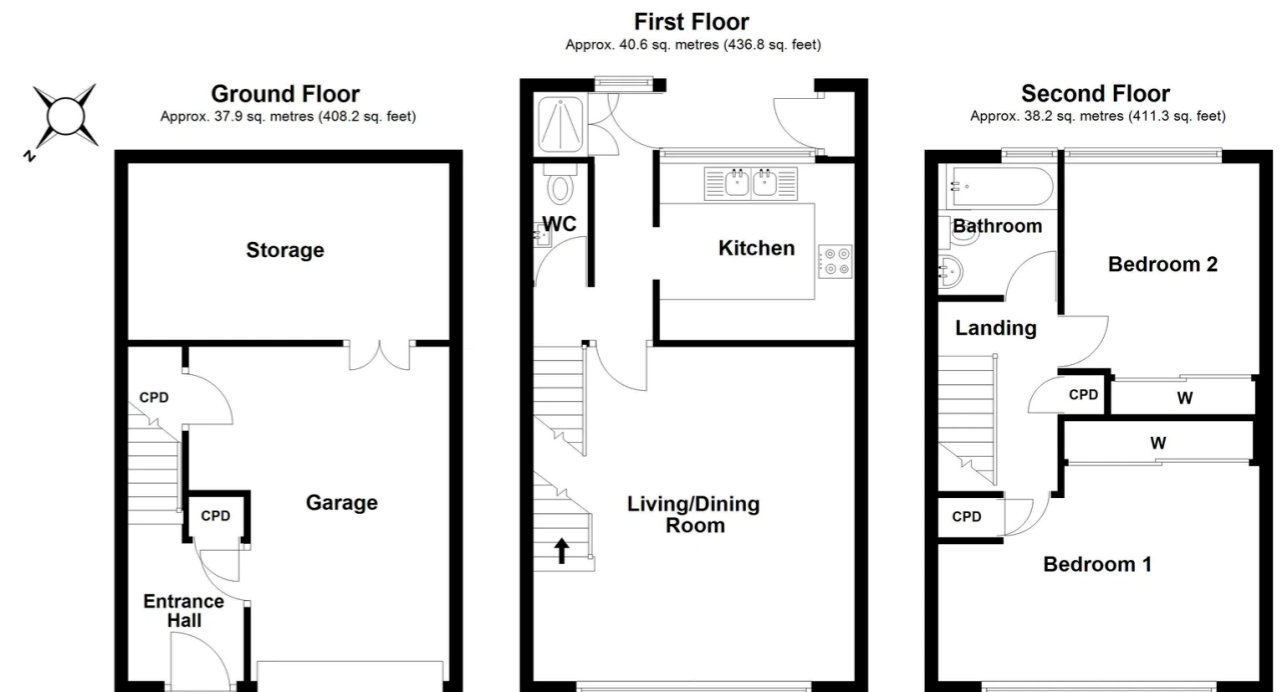 First Floor
Approx. 40.6 sq. metres (436.8 sq. feet)
Ground Floor
Approx. 37.9 sq. metres (408.2 sq. feet)
Second Floor
Approx. 38.2 sq. metres (411.3 sq. feet)
N
Storage
CPD
CPD
Garage
Entrance
Hall
WC
Kitchen
Living/Dining
Room
Bathroom
Bedroom 2
Landing
CPD
W
W
CPD
Bedroom 1